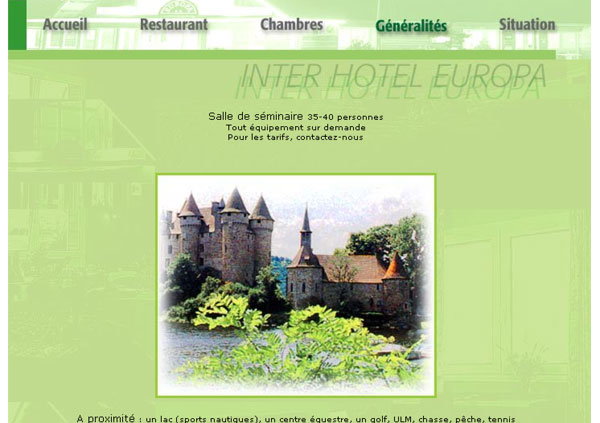 Accueil Restaurant Chambres Généralités Situation
INTER HOTEL EUROPA
Salle de séminaire 35-40 personnes
Tout équipement sur demande
Pour les tarifs, contactez-nous
A proximité : un lac (sports nautiques), un centre équestre, un golf, ULM, chasse, pêche, tennis